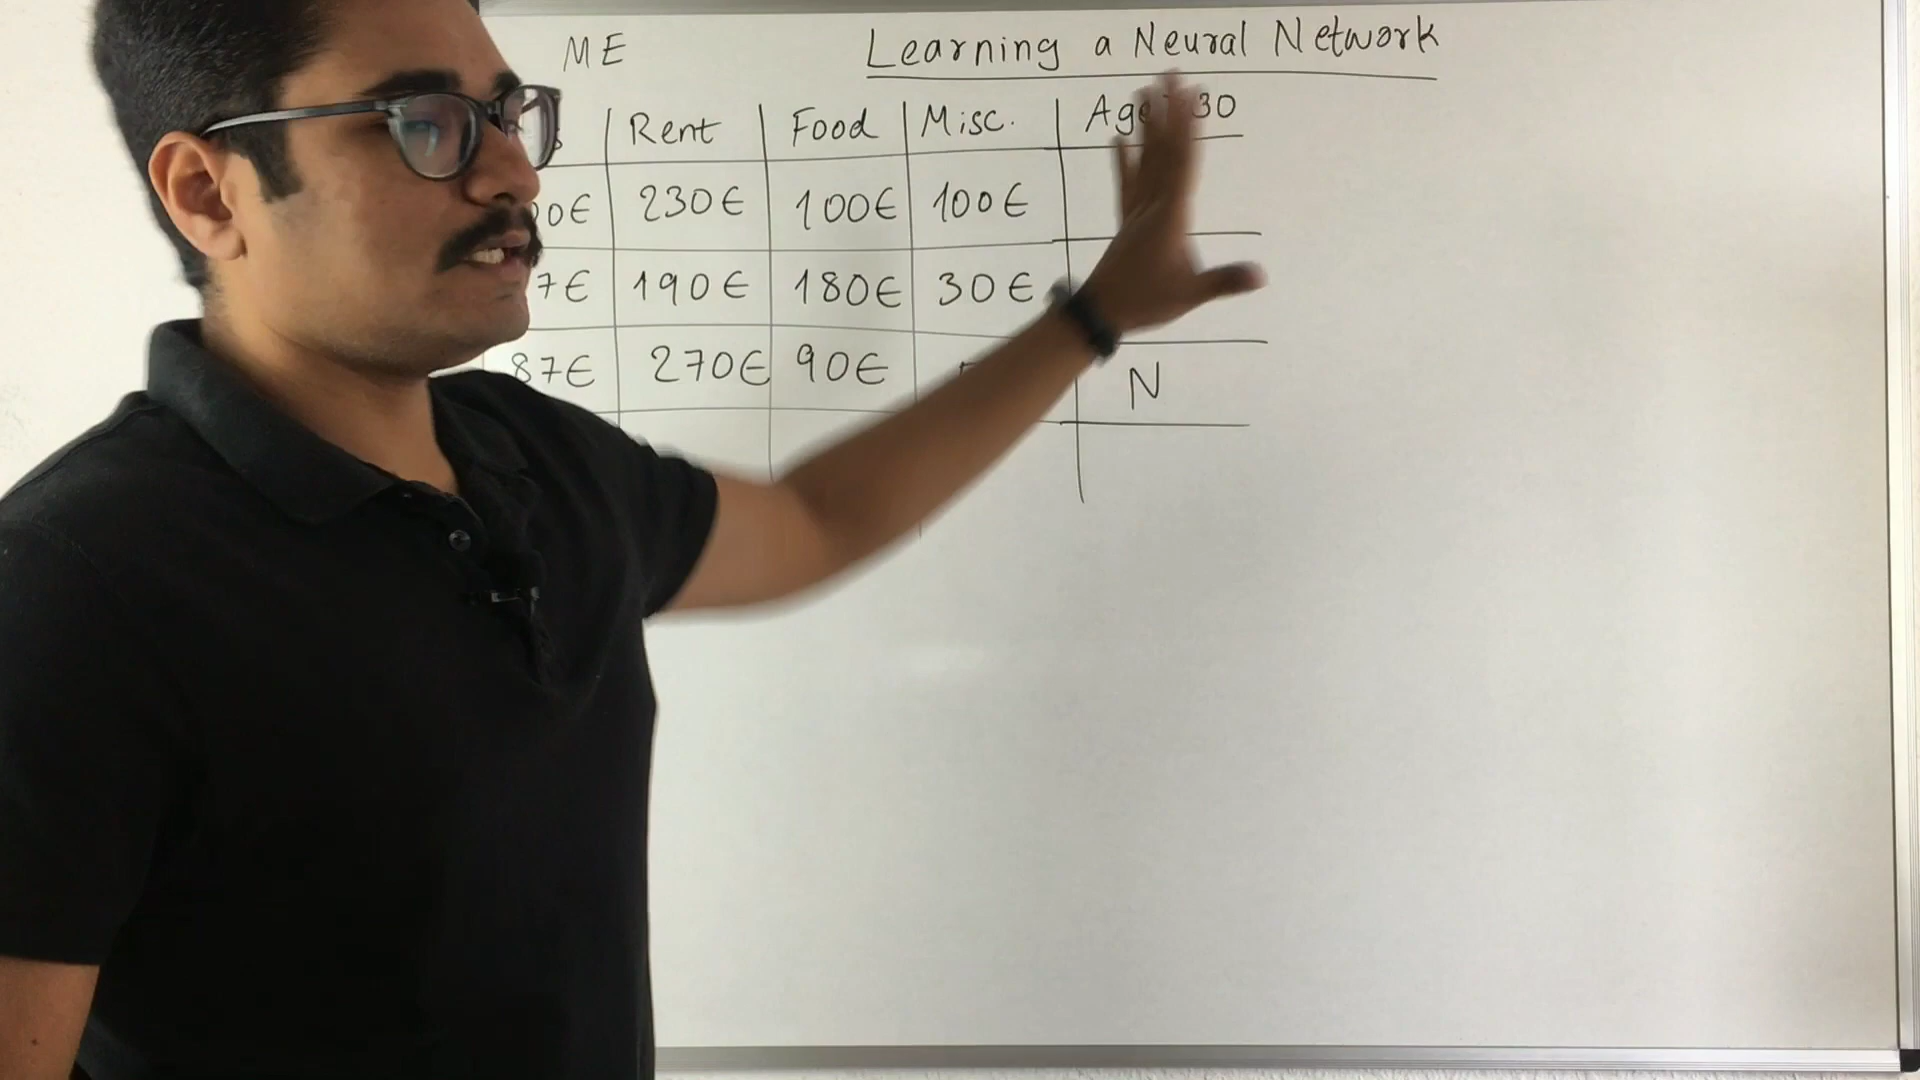 ME Learning a Neural Network
Rent Food Misc. Age 30
0€ 230€ 100€ 100€
7€ 190€ 180€ 30€
87€ 270€ 90€ N